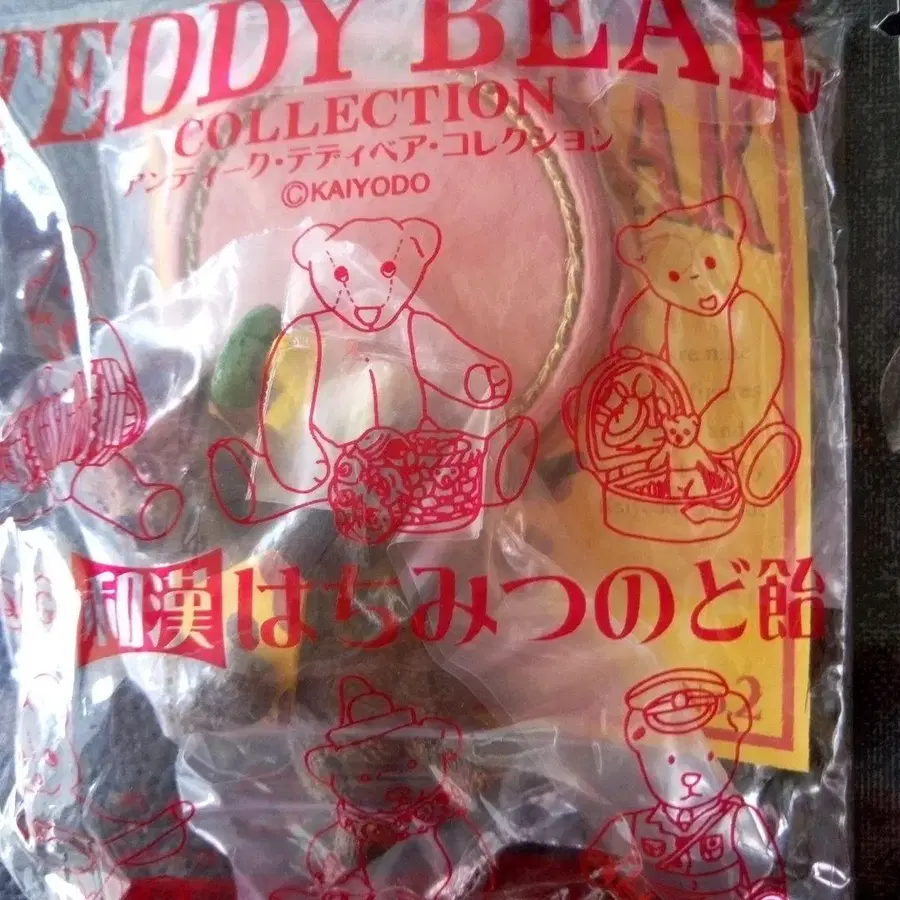 TEDDY BEAR
COLLECTION
アンティーク・テディベア・コレクション
©KAIYODO
和漢はちみつのど飴